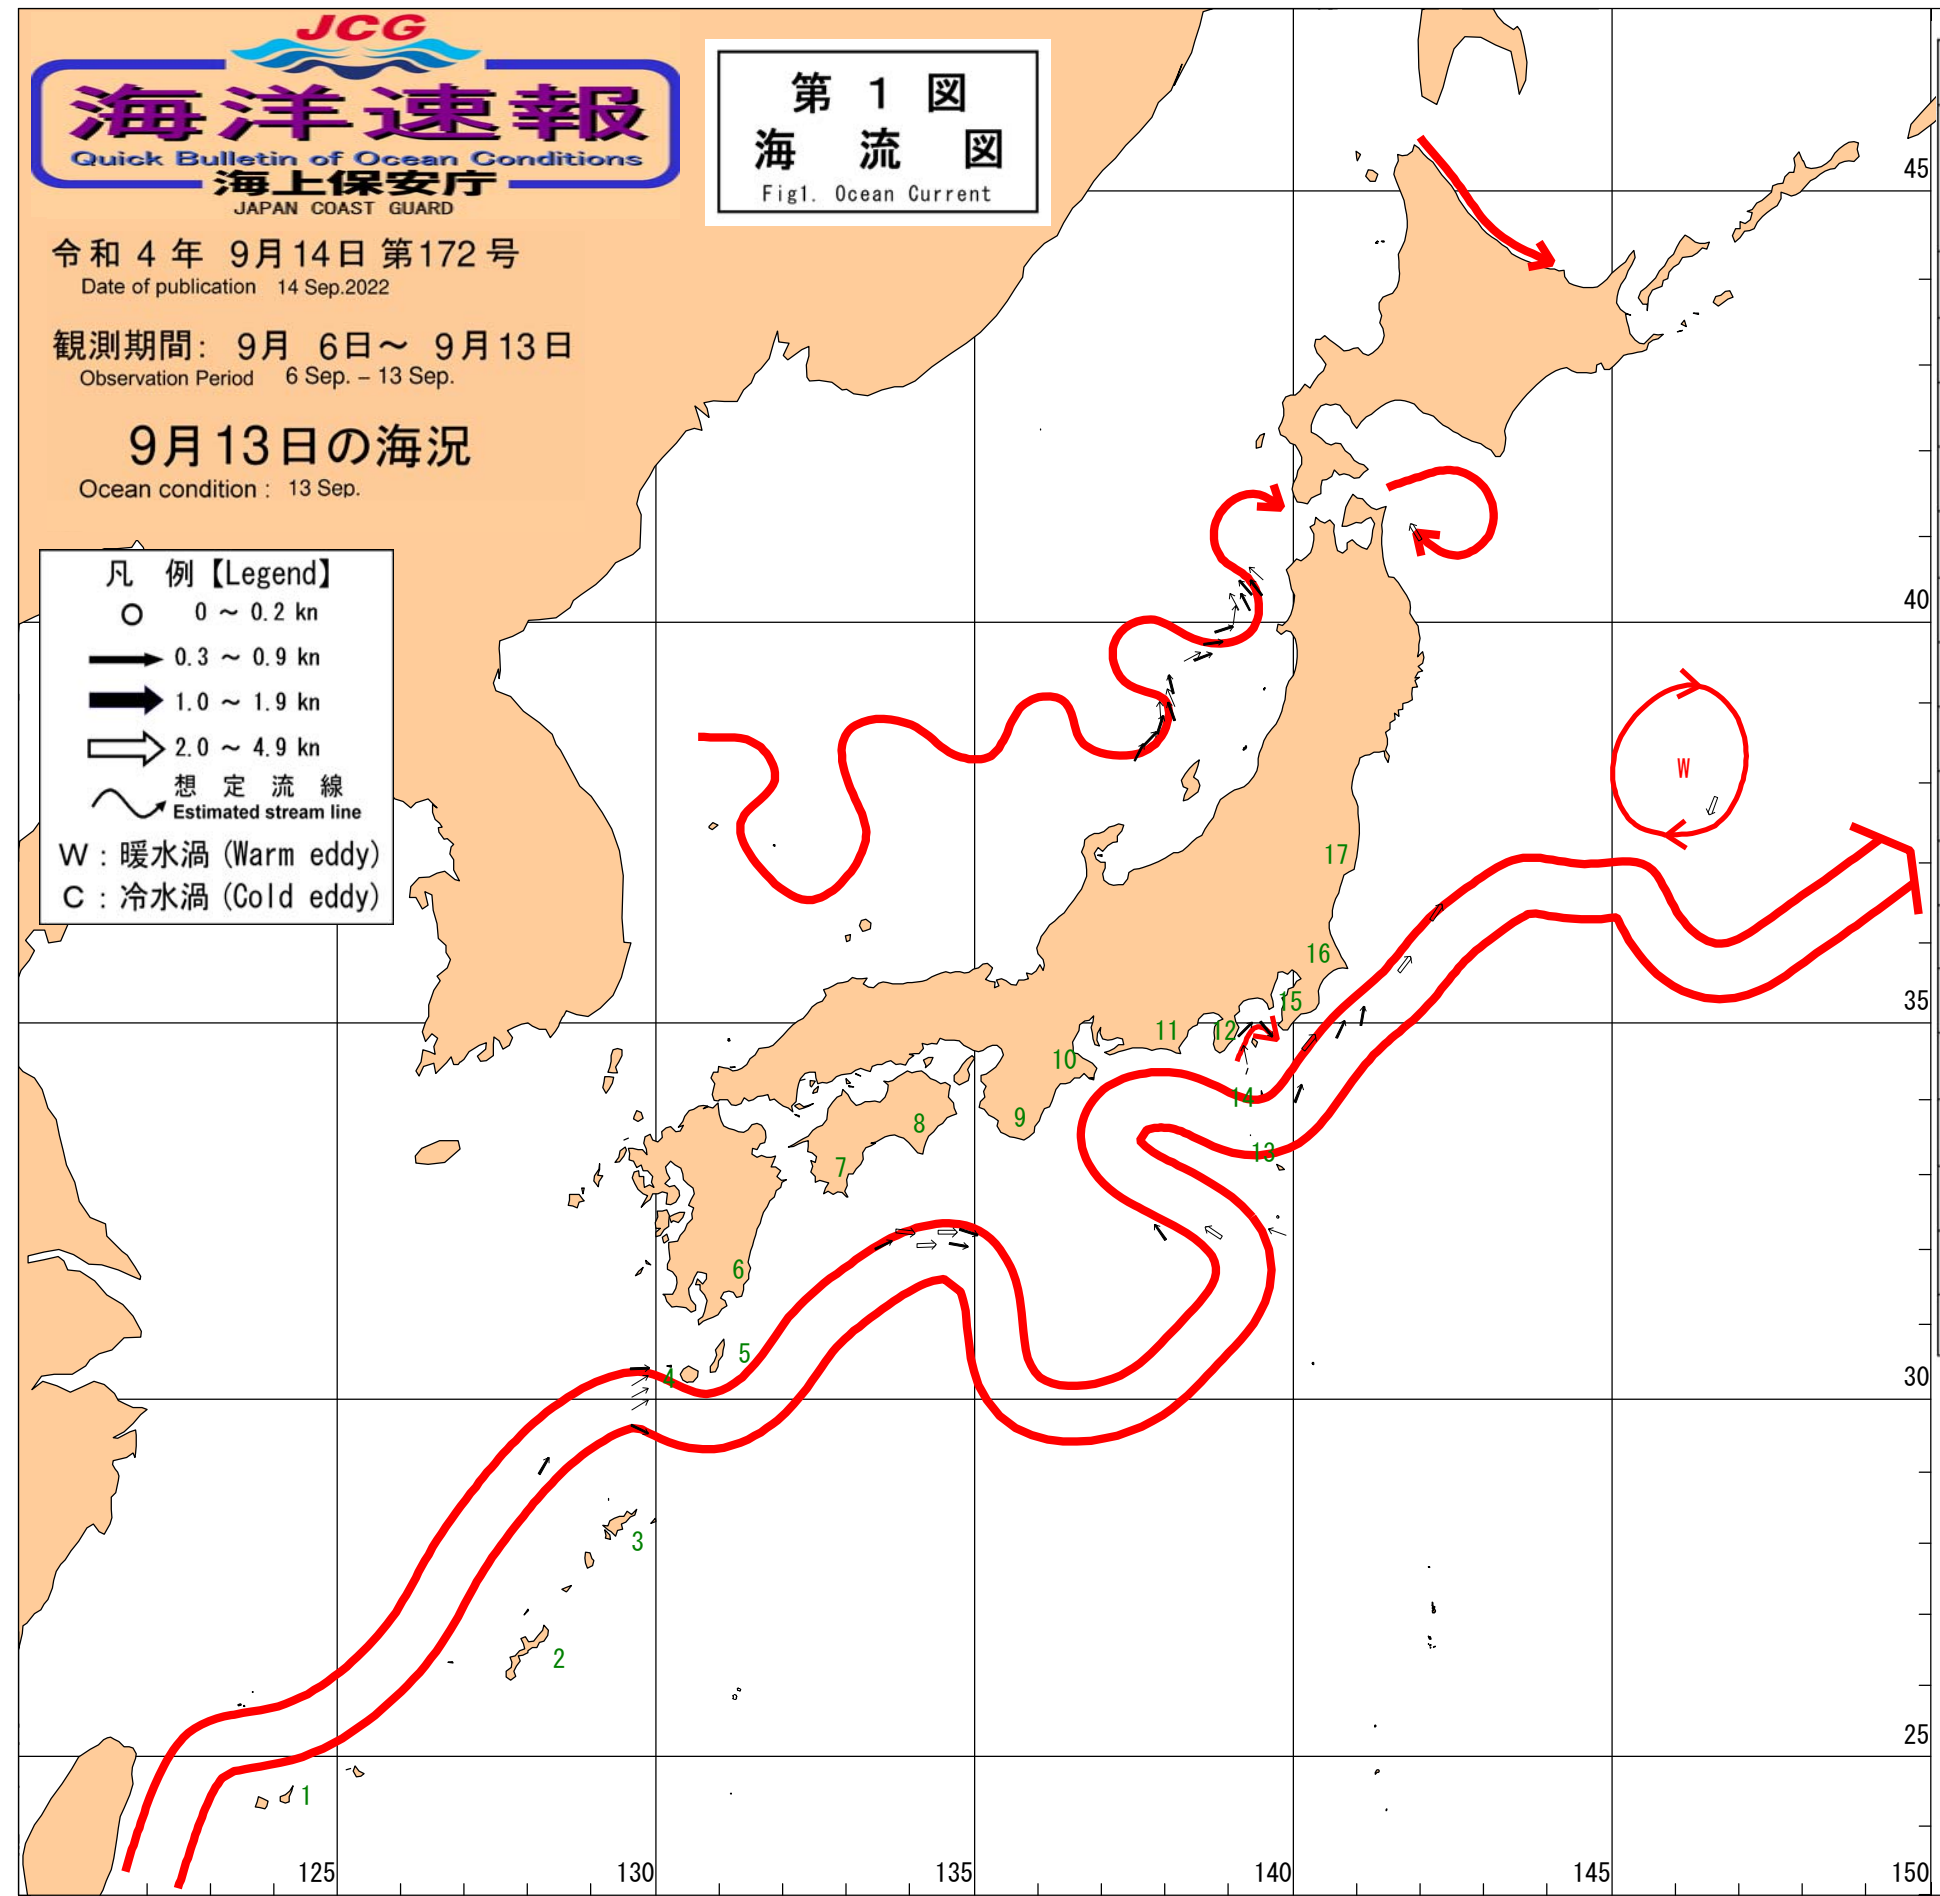 JCG
海洋速報
Quick Bulletin of Ocean Conditions
海上保安庁
JAPAN COAST GUARD
第 1 図
海 流 図
Fig1. Ocean Current
令和 4 年 9月14日 第172 号
Date of publication 14 Sep.2022
観測期間: 9月 6日～ 9月13日
Observation Period 6 Sep. – 13 Sep.
9月13日の海況
Ocean condition : 13 Sep.
凡 例【Legend】
0 ～ 0.2 kn
0.3 ～ 0.9 kn
1.0 ～ 1.9 kn
2.0 ～ 4.9 kn
想 定 流 線
Estimated stream line
W : 暖水渦 (Warm eddy)
C : 冷水渦 (Cold eddy)
45
40
W
17
16
35
15
12
11
10
14
9
8
13
7
6
5
4
30
3
2
25
1
125
130
135
140
145
150